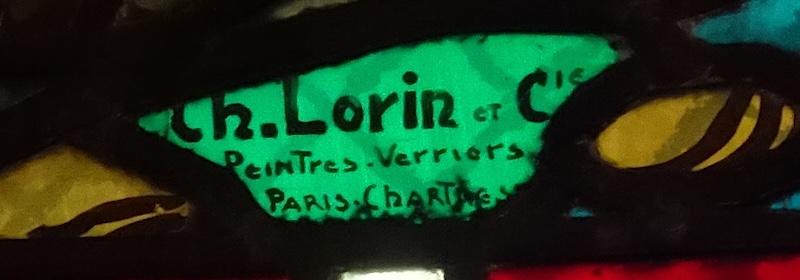 Ch. Lorin ET Cie
Peintres-Verriers
PARIS-CHARTRES